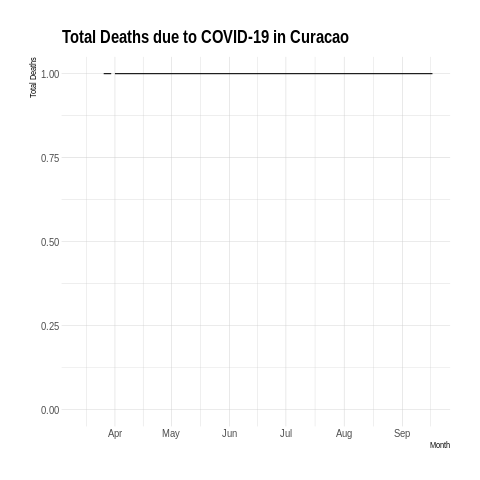 Total Deaths due to COVID-19 in Curacao
Total Deaths
1.00
0.75
0.50
0.25
0.00
Apr May Jun Jul Aug Sep
Month